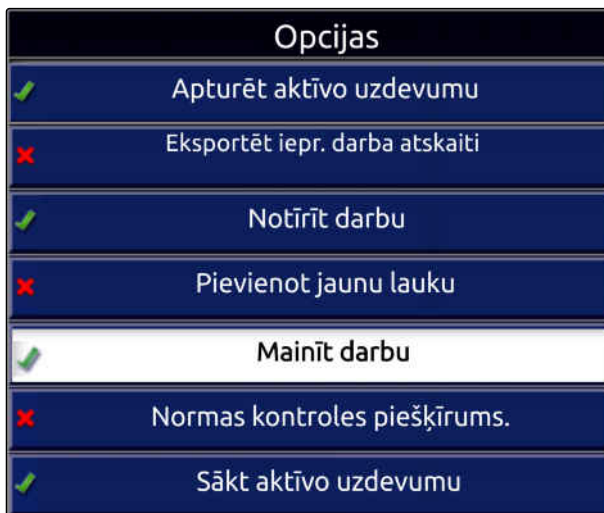 Opcijas
Apturēt aktīvo uzdevumu
Eksportēt iepr. darba atskaiti
Notīrīt darbu
Pievienot jaunu lauku
Mainīt darbu
Normas kontroles piešķīrums.
Sākt aktīvo uzdevumu